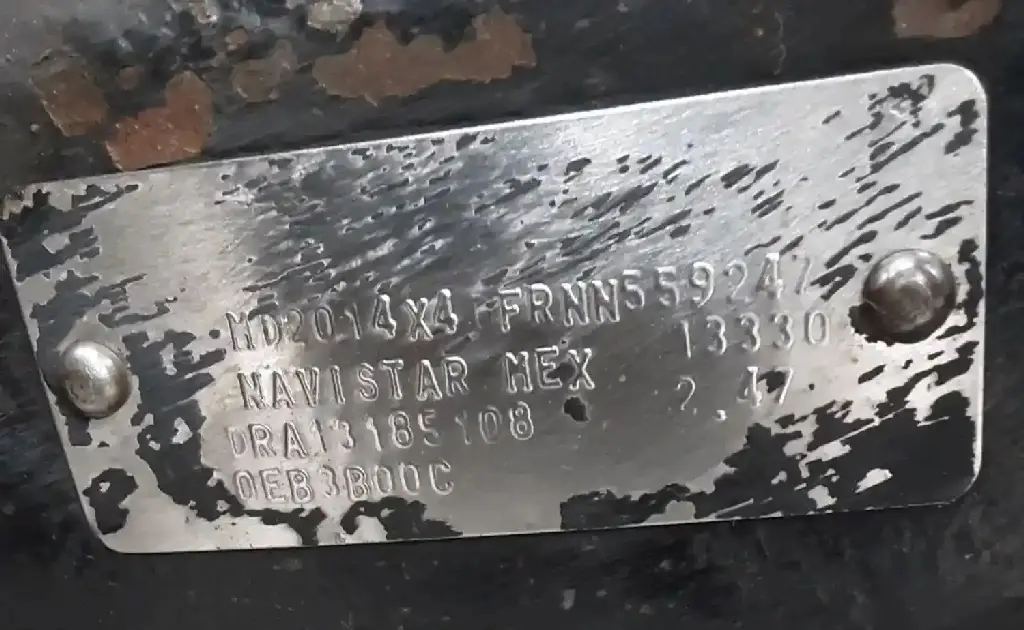 MD2014X4 FRNN559247
NAVISTAR MEX 13330
DRA13185108 2.47
0EB3B00C